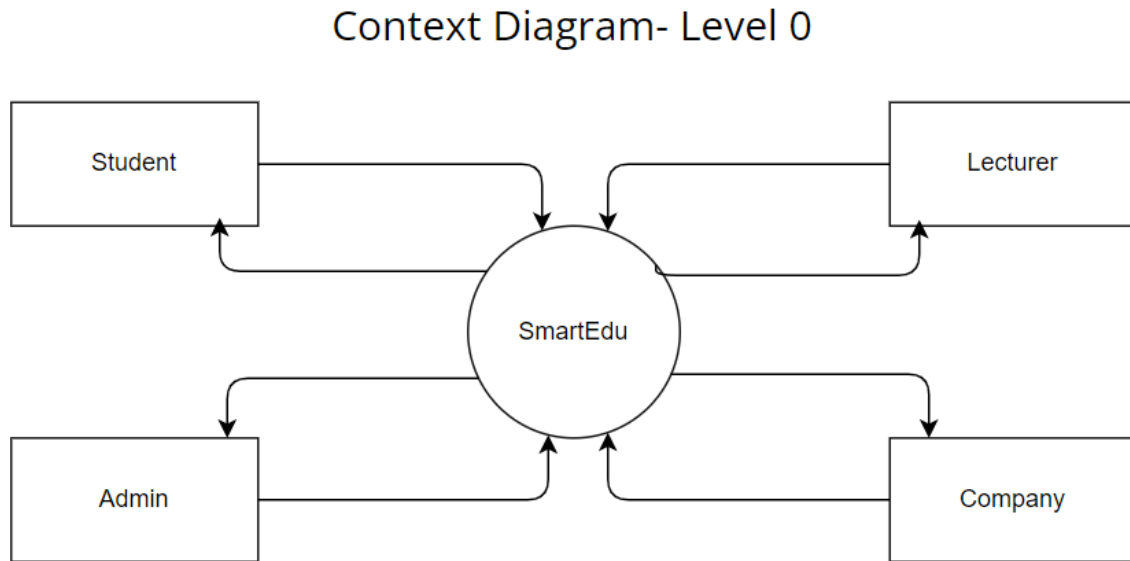 Context Diagram- Level 0
Student
Lecturer
SmartEdu
Admin
Company